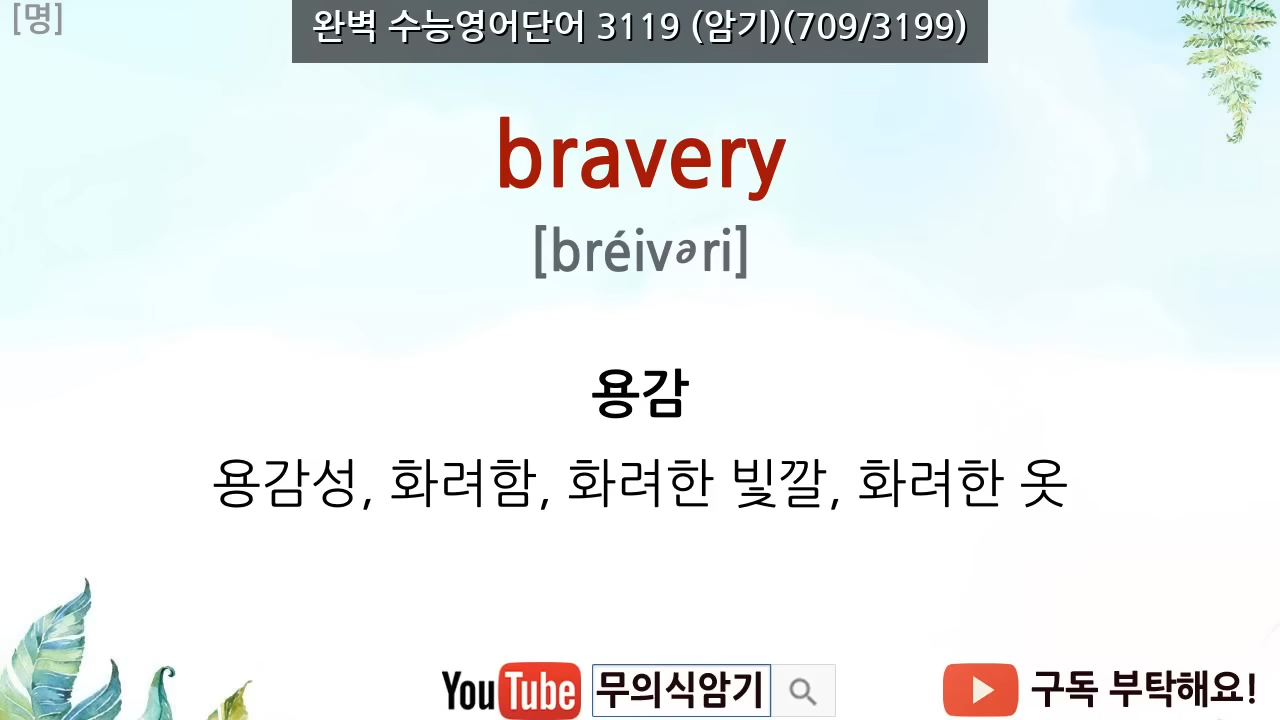 [명]
완벽 수능영어단어 3119 (암기)(709/3199)
bravery
[bréivəri]
용감
용감성, 화려함, 화려한 빛깔, 화려한 옷
YouTube 무의식암기
구독 부탁해요!